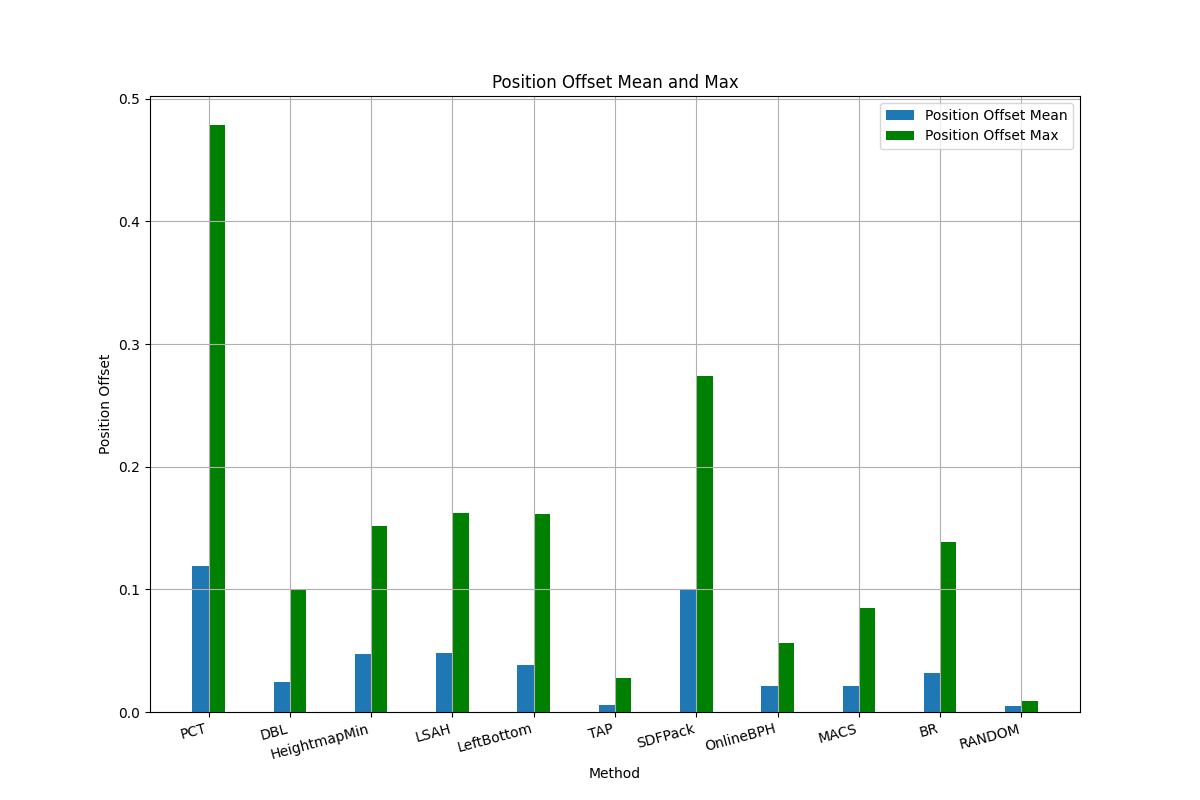 Position Offset Mean and Max
Position Offset Mean
Position Offset Max
Position Offset
0.5
0.4
0.3
0.2
0.1
0.0
PCT
DBL
HeightmapMin
LSAH
LeftBottom
TAP
SDFPack
OnlineBPH
MACS
BR
RANDOM
Method